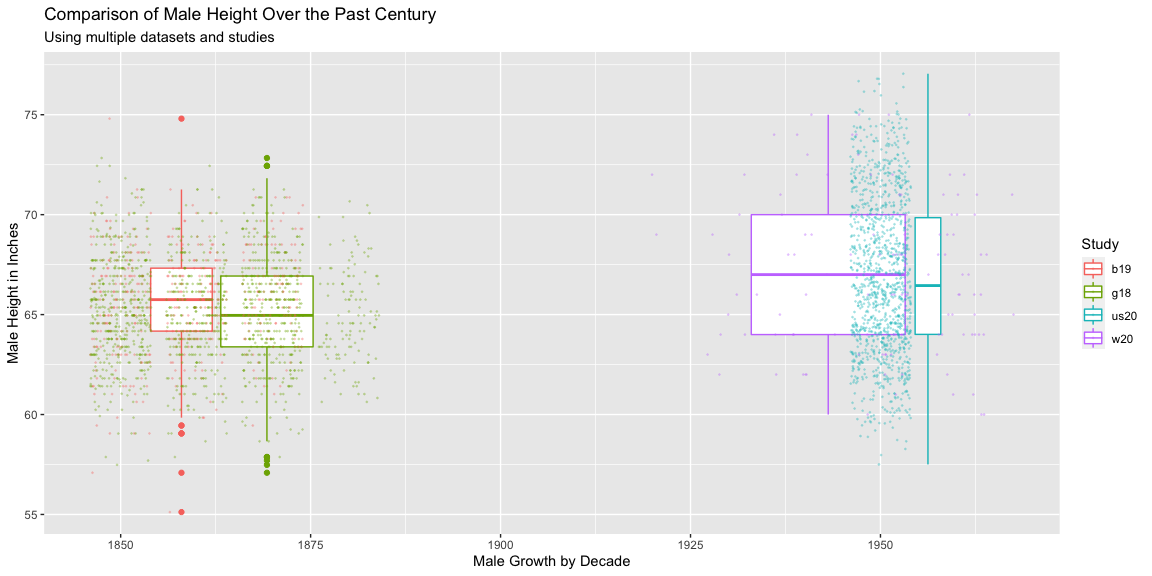 Comparison of Male Height Over the Past Century
Using multiple datasets and studies
Male Height in Inches
75
70
65
60
55
1850
1875
1900
1925
1950
Male Growth by Decade
Study
b19
g18
us20
w20